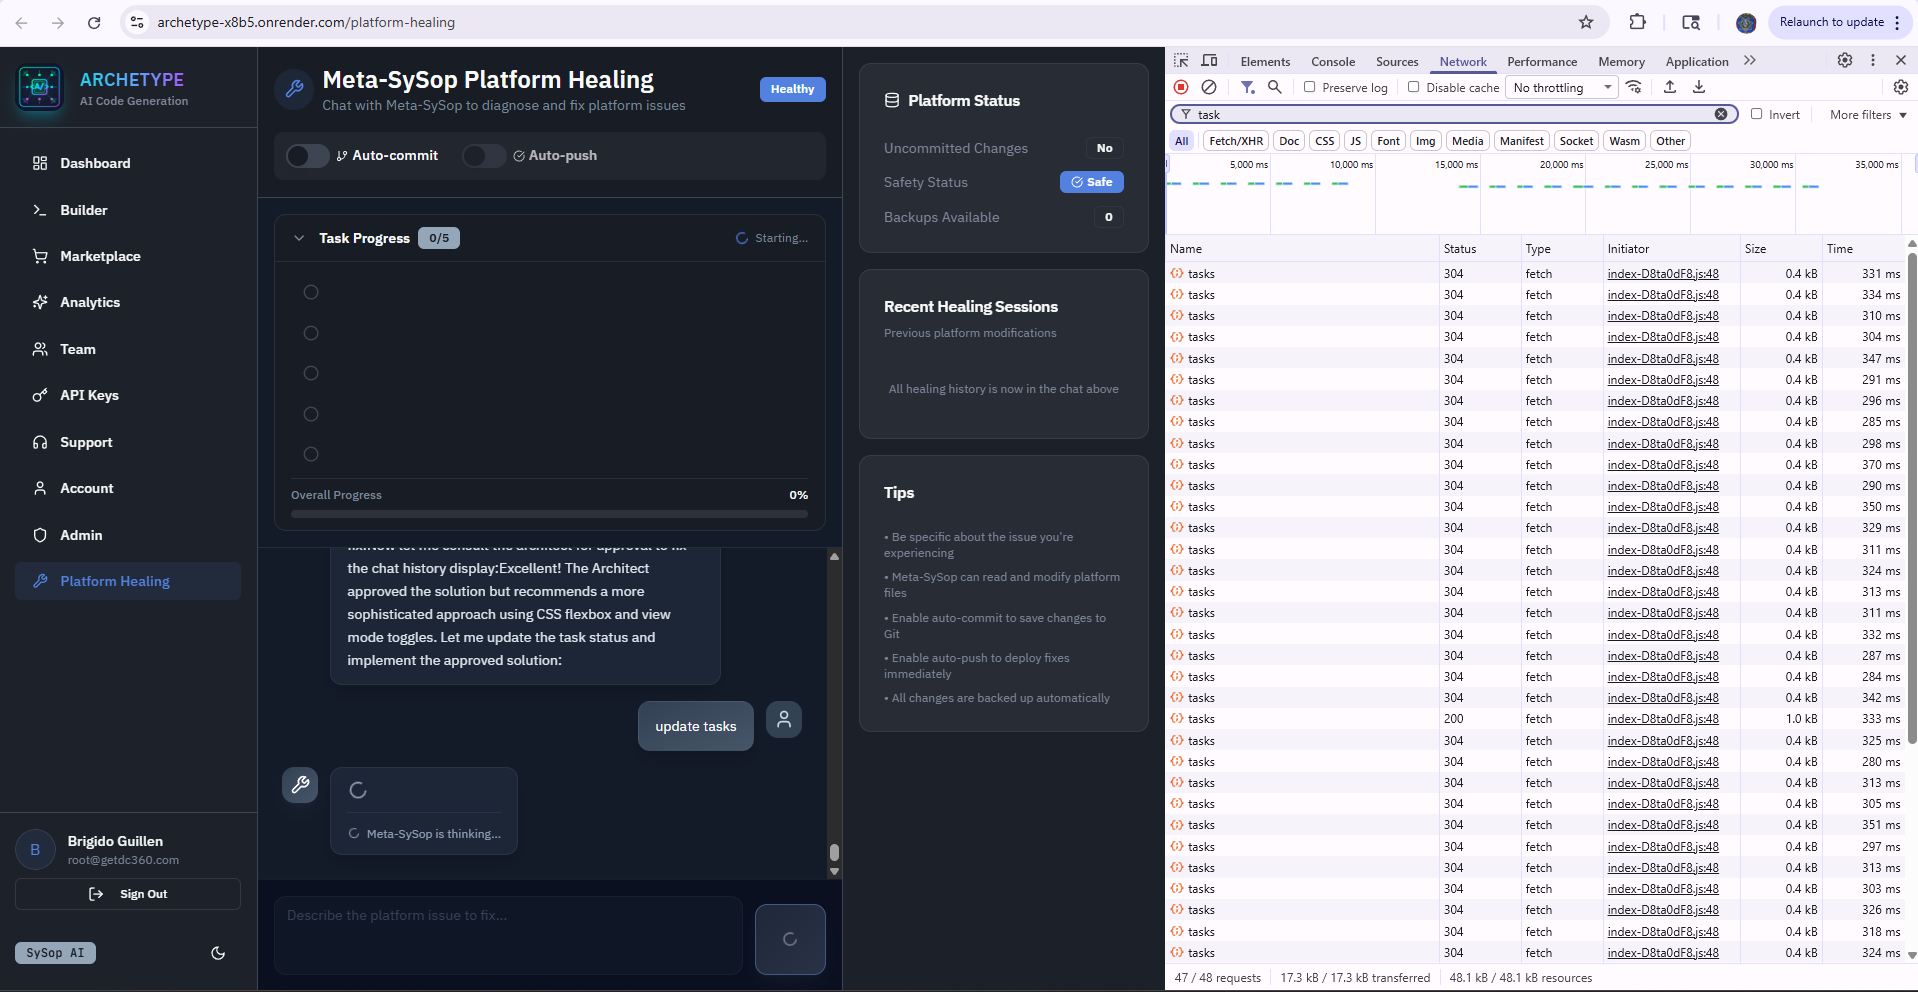 archetype-x8b5.onrender.com/platform-healing
Relaunch to update
ARCHETYPE
AI Code Generation
Dashboard
Builder
Marketplace
Analytics
Team
API Keys
Support
Account
Admin
Platform Healing
B
Brigido Guillen
root@getdc360.com
Sign Out
SySop AI
Meta-SySop Platform Healing
Chat with Meta-SySop to diagnose and fix platform issues
Healthy
Auto-commit
Auto-push
Task Progress
0/5
Starting...
Overall Progress
0%
fix!Now let me consult the architect for approval to fix
the chat history display:Excellent! The Architect
approved the solution but recommends a more
sophisticated approach using CSS flexbox and view
mode toggles. Let me update the task status and
implement the approved solution:
update tasks
Meta-SySop is thinking...
Describe the platform issue to fix...
Platform Status
Uncommitted Changes No
Safety Status Safe
Backups Available 0
Recent Healing Sessions
Previous platform modifications
All healing history is now in the chat above
Tips
• Be specific about the issue you're
experiencing
• Meta-SySop can read and modify platform
files
• Enable auto-commit to save changes to
Git
• Enable auto-push to deploy fixes
immediately
• All changes are backed up automatically
Elements Console Sources Network Performance Memory Application
Preserve log Disable cache No throttling
task Invert More filters
All Fetch/XHR Doc CSS JS Font Img Media Manifest Socket Wasm Other
5,000 ms 10,000 ms 15,000 ms 20,000 ms 25,000 ms 30,000 ms 35,000 ms
Name Status Type Initiator Size Time
tasks 304 fetch index-D8ta0dF8.js:48 0.4 kB 331 ms
tasks 304 fetch index-D8ta0dF8.js:48 0.4 kB 334 ms
tasks 304 fetch index-D8ta0dF8.js:48 0.4 kB 310 ms
tasks 304 fetch index-D8ta0dF8.js:48 0.4 kB 304 ms
tasks 304 fetch index-D8ta0dF8.js:48 0.4 kB 347 ms
tasks 304 fetch index-D8ta0dF8.js:48 0.4 kB 291 ms
tasks 304 fetch index-D8ta0dF8.js:48 0.4 kB 296 ms
tasks 304 fetch index-D8ta0dF8.js:48 0.4 kB 285 ms
tasks 304 fetch index-D8ta0dF8.js:48 0.4 kB 298 ms
tasks 304 fetch index-D8ta0dF8.js:48 0.4 kB 370 ms
tasks 304 fetch index-D8ta0dF8.js:48 0.4 kB 290 ms
tasks 304 fetch index-D8ta0dF8.js:48 0.4 kB 350 ms
tasks 304 fetch index-D8ta0dF8.js:48 0.4 kB 329 ms
tasks 304 fetch index-D8ta0dF8.js:48 0.4 kB 311 ms
tasks 304 fetch index-D8ta0dF8.js:48 0.4 kB 324 ms
tasks 304 fetch index-D8ta0dF8.js:48 0.4 kB 313 ms
tasks 304 fetch index-D8ta0dF8.js:48 0.4 kB 311 ms
tasks 304 fetch index-D8ta0dF8.js:48 0.4 kB 332 ms
tasks 304 fetch index-D8ta0dF8.js:48 0.4 kB 287 ms
tasks 304 fetch index-D8ta0dF8.js:48 0.4 kB 284 ms
tasks 304 fetch index-D8ta0dF8.js:48 0.4 kB 342 ms
tasks 200 fetch index-D8ta0dF8.js:48 1.0 kB 333 ms
tasks 304 fetch index-D8ta0dF8.js:48 0.4 kB 325 ms
tasks 304 fetch index-D8ta0dF8.js:48 0.4 kB 280 ms
tasks 304 fetch index-D8ta0dF8.js:48 0.4 kB 313 ms
tasks 304 fetch index-D8ta0dF8.js:48 0.4 kB 305 ms
tasks 304 fetch index-D8ta0dF8.js:48 0.4 kB 351 ms
tasks 304 fetch index-D8ta0dF8.js:48 0.4 kB 297 ms
tasks 304 fetch index-D8ta0dF8.js:48 0.4 kB 313 ms
tasks 304 fetch index-D8ta0dF8.js:48 0.4 kB 303 ms
tasks 304 fetch index-D8ta0dF8.js:48 0.4 kB 326 ms
tasks 304 fetch index-D8ta0dF8.js:48 0.4 kB 318 ms
tasks 304 fetch index-D8ta0dF8.js:48 0.4 kB 324 ms
47 / 48 requests 17.3 kB / 17.3 kB transferred 48.1 kB / 48.1 kB resources